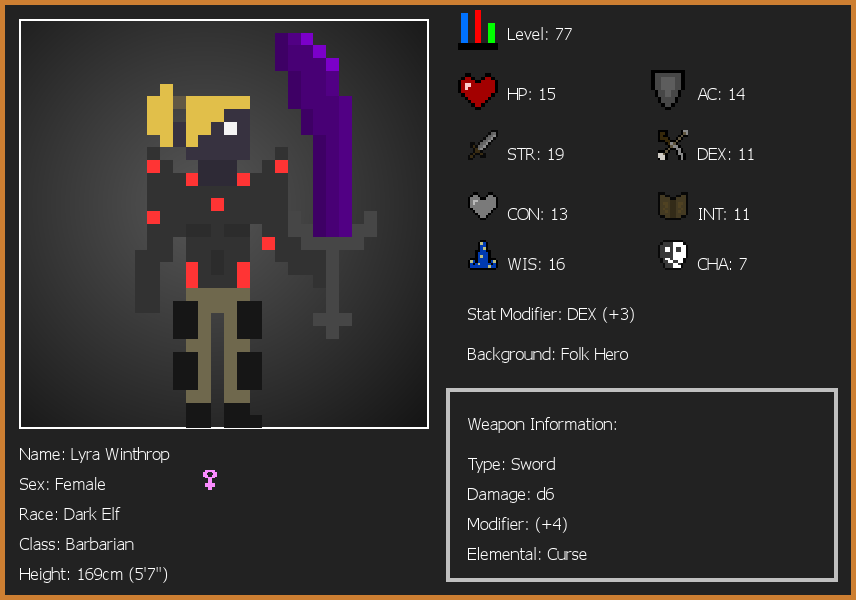 Level: 77
HP: 15
AC: 14
STR: 19
DEX: 11
CON: 13
INT: 11
WIS: 16
CHA: 7
Stat Modifier: DEX (+3)
Background: Folk Hero
Weapon Information:
Type: Sword
Damage: d6
Modifier: (+4)
Elemental: Curse
Name: Lyra Winthrop
Sex: Female
Race: Dark Elf
Class: Barbarian
Height: 169cm (5'7")